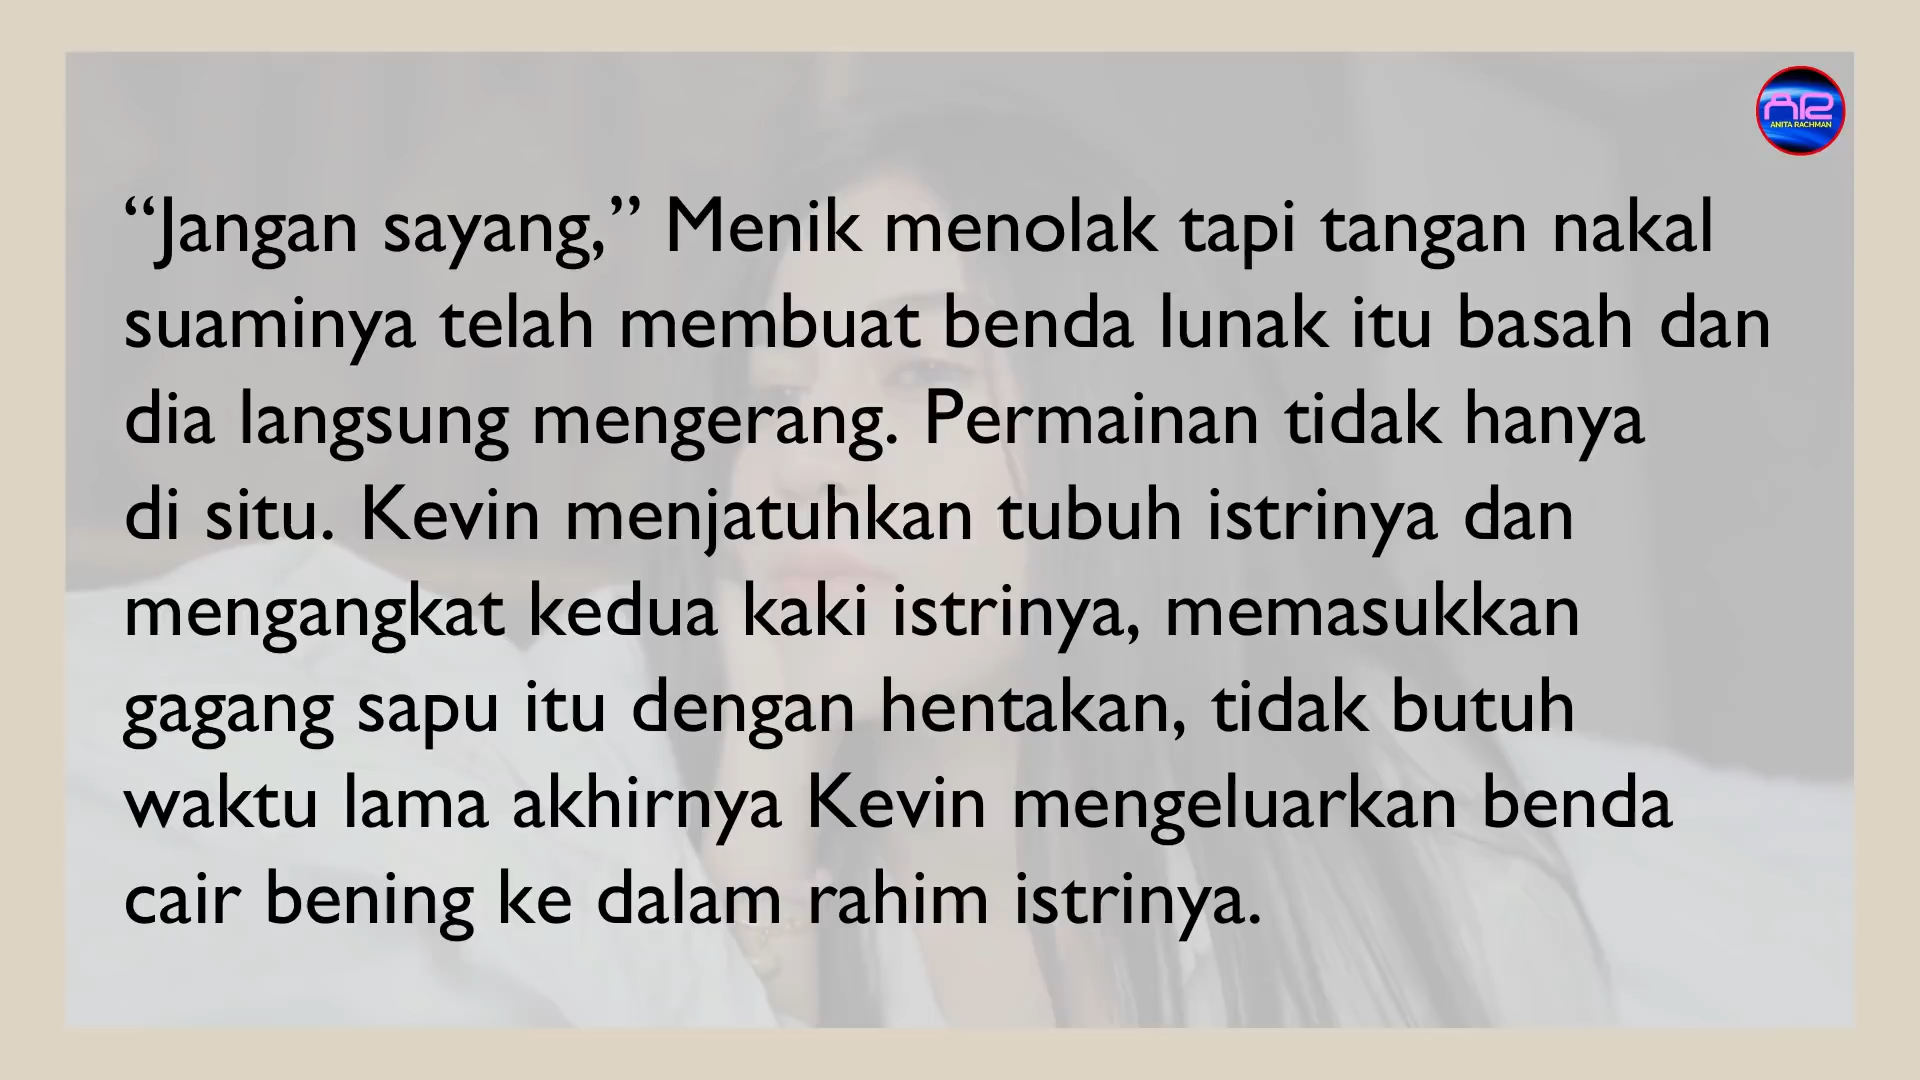 AR
ANITA RACHMAN
“Jangan sayang,” Menik menolak tapi tangan nakal
suaminya telah membuat benda lunak itu basah dan
dia langsung mengerang. Permainan tidak hanya
di situ. Kevin menjatuhkan tubuh istrinya dan
mengangkat kedua kaki istrinya, memasukkan
gagang sapu itu dengan hentakan, tidak butuh
waktu lama akhirnya Kevin mengeluarkan benda
cair bening ke dalam rahim istrinya.